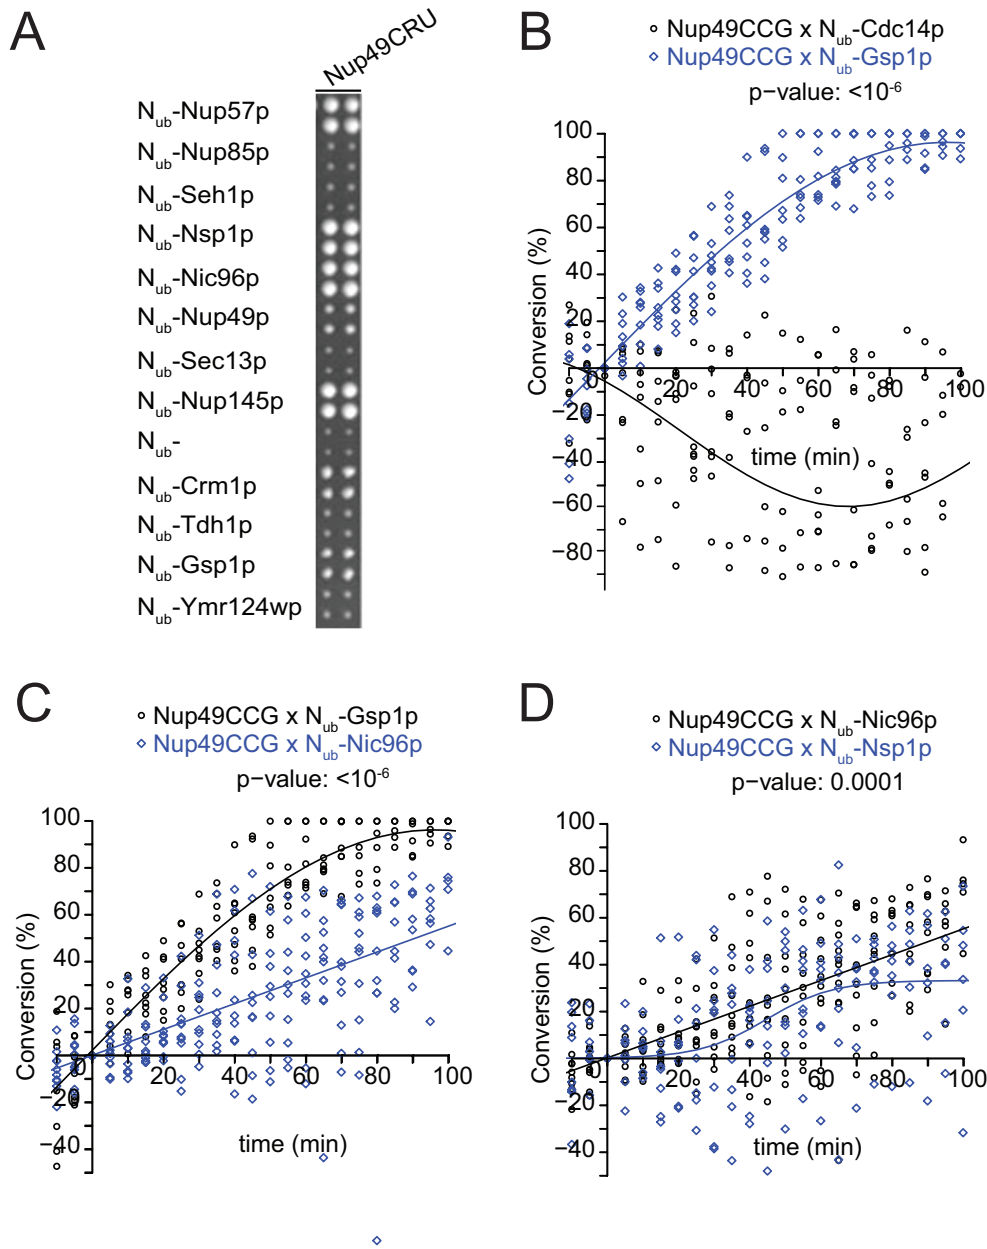 A
Nup49CRU
Nub-Nup57p
Nub-Nup85p
Nub-Seh1p
Nub-Nsp1p
Nub-Nic96p
Nub-Nup49p
Nub-Sec13p
Nub-Nup145p
Nub-
Nub-Crm1p
Nub-Tdh1p
Nub-Gsp1p
Nub-Ymr124wp
B
Nup49CCG x Nub-Cdc14p
Nup49CCG x Nub-Gsp1p
p−value: <10-6
Conversion (%)
100
80
60
40
20
0
−20
−40
−60
−80
20 40 60 80 100
time (min)
C
Nup49CCG x Nub-Gsp1p
Nup49CCG x Nub-Nic96p
p−value: <10-6
Conversion (%)
100
80
60
40
20
0
−20
−40
20 40 60 80 100
time (min)
D
Nup49CCG x Nub-Nic96p
Nup49CCG x Nub-Nsp1p
p−value: 0.0001
Conversion (%)
100
80
60
40
20
0
−20
−40
20 40 60 80 100
time (min)